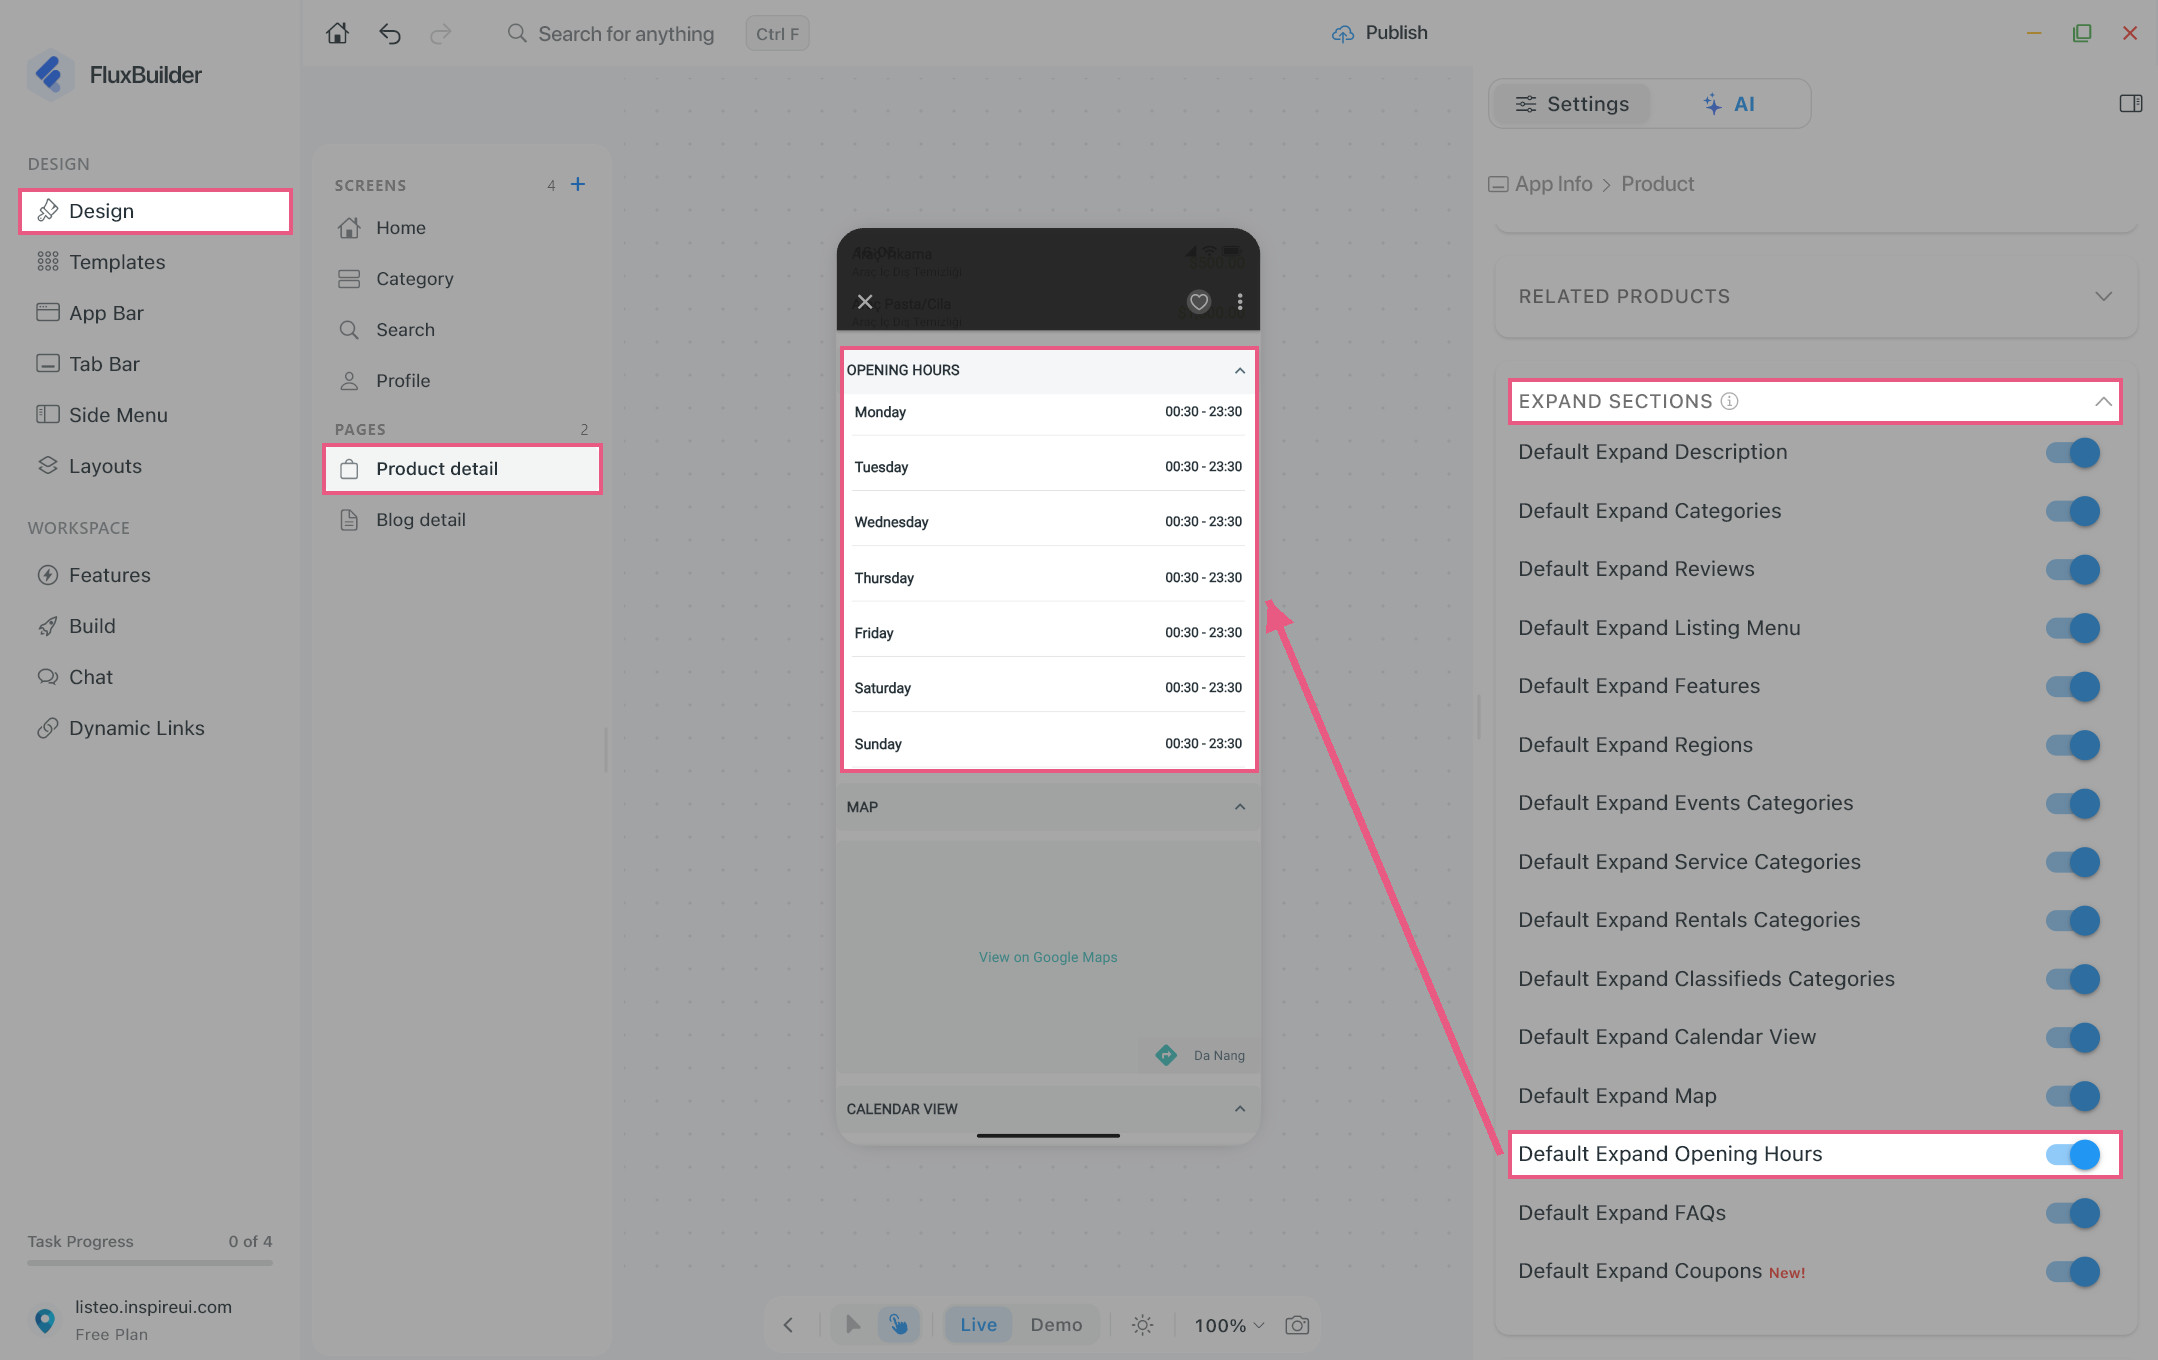 FluxBuilder
Search for anything
Ctrl F
Publish
DESIGN
Design
Templates
App Bar
Tab Bar
Side Menu
Layouts
WORKSPACE
Features
Build
Chat
Dynamic Links
Task Progress 0 of 4
listeo.inspireui.com
Free Plan
SCREENS 4
Home
Category
Search
Profile
PAGES 2
Product detail
Blog detail
Araç İç Dış Temizliği
Pasta/Cila
Araç İç Dış Temizliği
OPENING HOURS
Monday 00:30 - 23:30
Tuesday 00:30 - 23:30
Wednesday 00:30 - 23:30
Thursday 00:30 - 23:30
Friday 00:30 - 23:30
Saturday 00:30 - 23:30
Sunday 00:30 - 23:30
MAP
View on Google Maps
Da Nang
CALENDAR VIEW
Live
Demo
100%
Settings
AI
App Info > Product
RELATED PRODUCTS
EXPAND SECTIONS
Default Expand Description
Default Expand Categories
Default Expand Reviews
Default Expand Listing Menu
Default Expand Features
Default Expand Regions
Default Expand Events Categories
Default Expand Service Categories
Default Expand Rentals Categories
Default Expand Classifieds Categories
Default Expand Calendar View
Default Expand Map
Default Expand Opening Hours
Default Expand FAQs
Default Expand Coupons New!